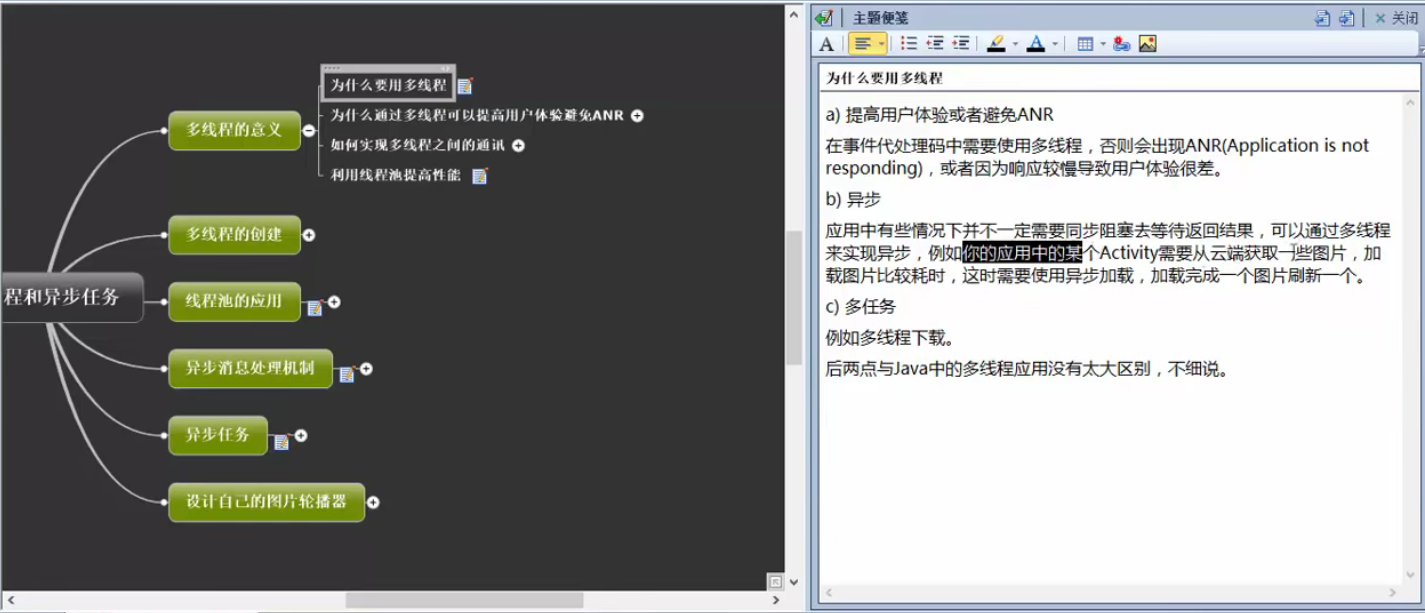 为什么要用多线程
多线程的意义
为什么通过多线程可以提高用户体验避免ANR
如何实现多线程之间的通讯
利用线程池提高性能
多线程的创建
程和异步任务
线程池的应用
异步消息处理机制
异步任务
设计自己的图片轮播器
主题便笺
关闭
为什么要用多线程
a) 提高用户体验或者避免ANR
在事件代处理码中需要使用多线程，否则会出现ANR(Application is not
responding)，或者因为响应较慢导致用户体验很差。
b) 异步
应用中有些情况下并不一定需要同步阻塞去等待返回结果，可以通过多线程
来实现异步，例如你的应用中的某个Activity需要从云端获取一些图片，加
载图片比较耗时，这时需要使用异步加载，加载完成一个图片刷新一个。
c) 多任务
例如多线程下载。
后两点与Java中的多线程应用没有太大区别，不细说。